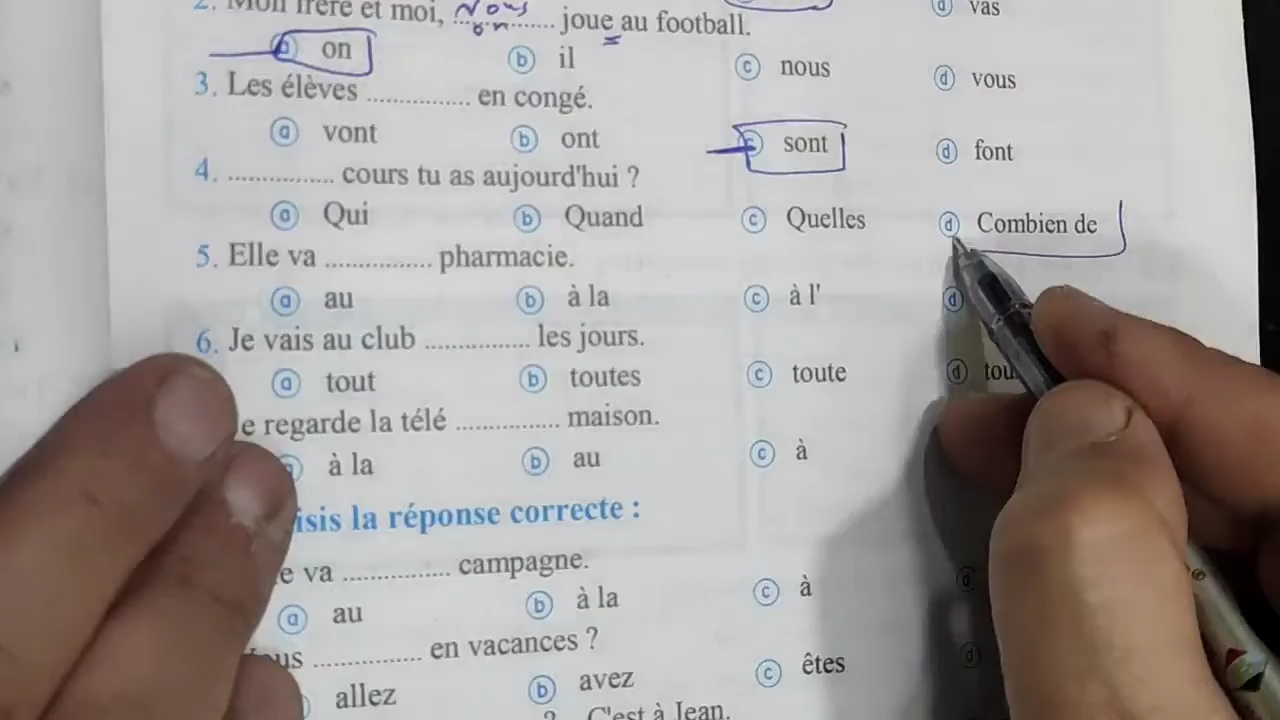 2. Mon frère et moi, .............. joue au football.
Nous
on
d vas
a on b il c nous d vous
3. Les élèves ............... en congé.
a vont b ont c sont d font
4. ............... cours tu as aujourd'hui ?
a Qui b Quand c Quelles d Combien de
5. Elle va ............... pharmacie.
a au b à la c à l' d
6. Je vais au club ............... les jours.
a tout b toutes c toute d
e regarde la télé ............... maison.
à la b au c à
isis la réponse correcte :
e va ............... campagne.
a au b à la c à d
............... en vacances ?
allez b avez c êtes d
C'est à Jean.